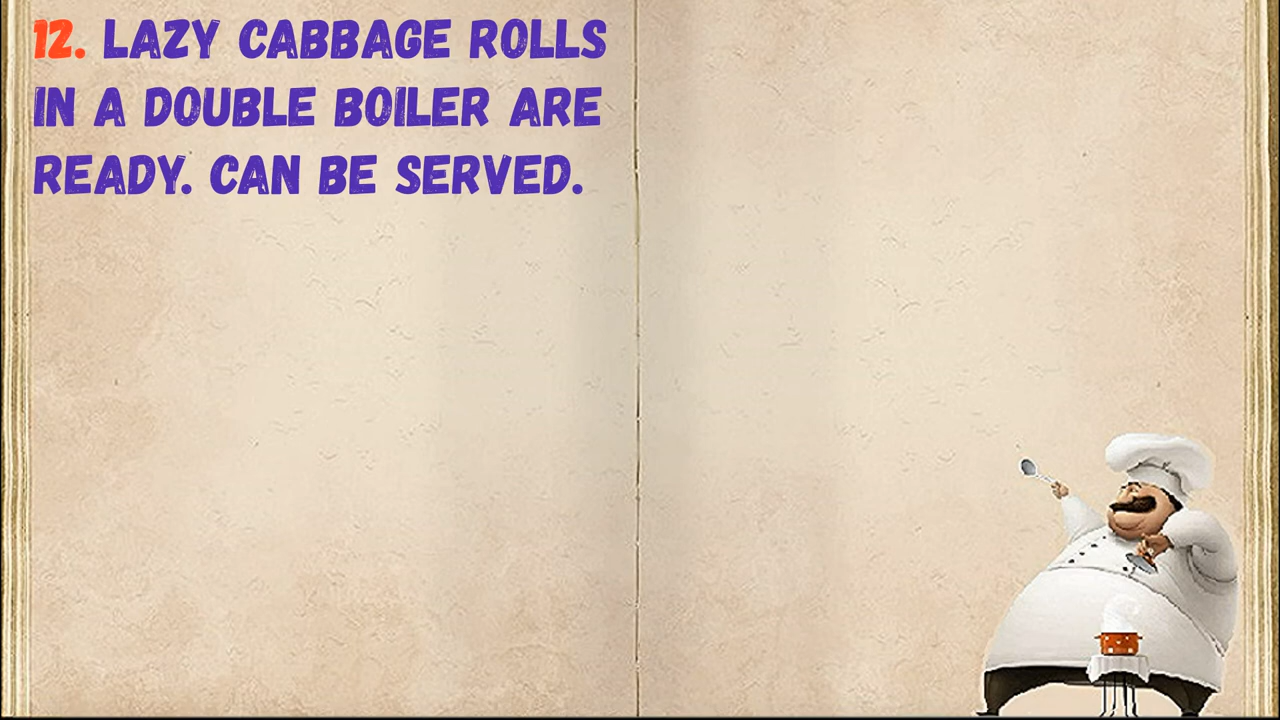 12. LAZY CABBAGE ROLLS
IN A DOUBLE BOILER ARE
READY. CAN BE SERVED.